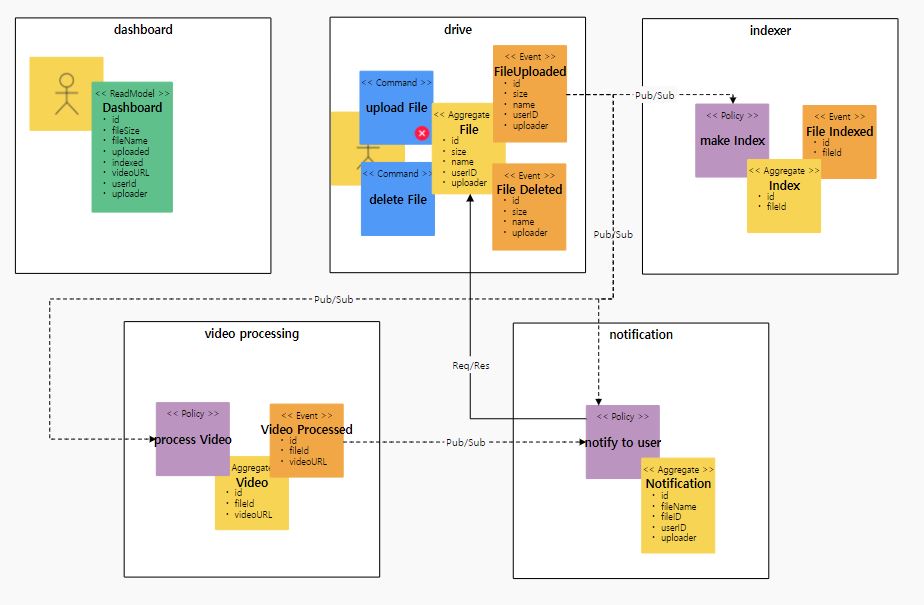 dashboard
<< ReadModel >>
Dashboard
• id
• fileSize
• fileName
• uploaded
• indexed
• videoURL
• userId
• uploader
drive
<< Command >>
upload File
<< Command >>
delete File
<< Aggregate
File
• id
• size
• name
• userID
• uploader
<< Event >>
FileUploaded
• id
• size
• name
• userID
• uploader
<< Event >>
File Deleted
• id
• size
• name
• uploader
Pub/Sub
indexer
<< Policy >>
make Index
<< Event >>
File Indexed
• id
• fileId
<< Aggregate >>
Index
• id
• fileId
Pub/Sub
Pub/Sub
Req/Res
video processing
<< Policy >>
process Video
<< Event >>
Video Processed
• id
• fileId
• videoURL
Aggregate
Video
• id
• fileId
• videoURL
Pub/Sub
notification
<< Policy >>
notify to user
<< Aggregate >>
Notification
• id
• fileName
• fileID
• userID
• uploader